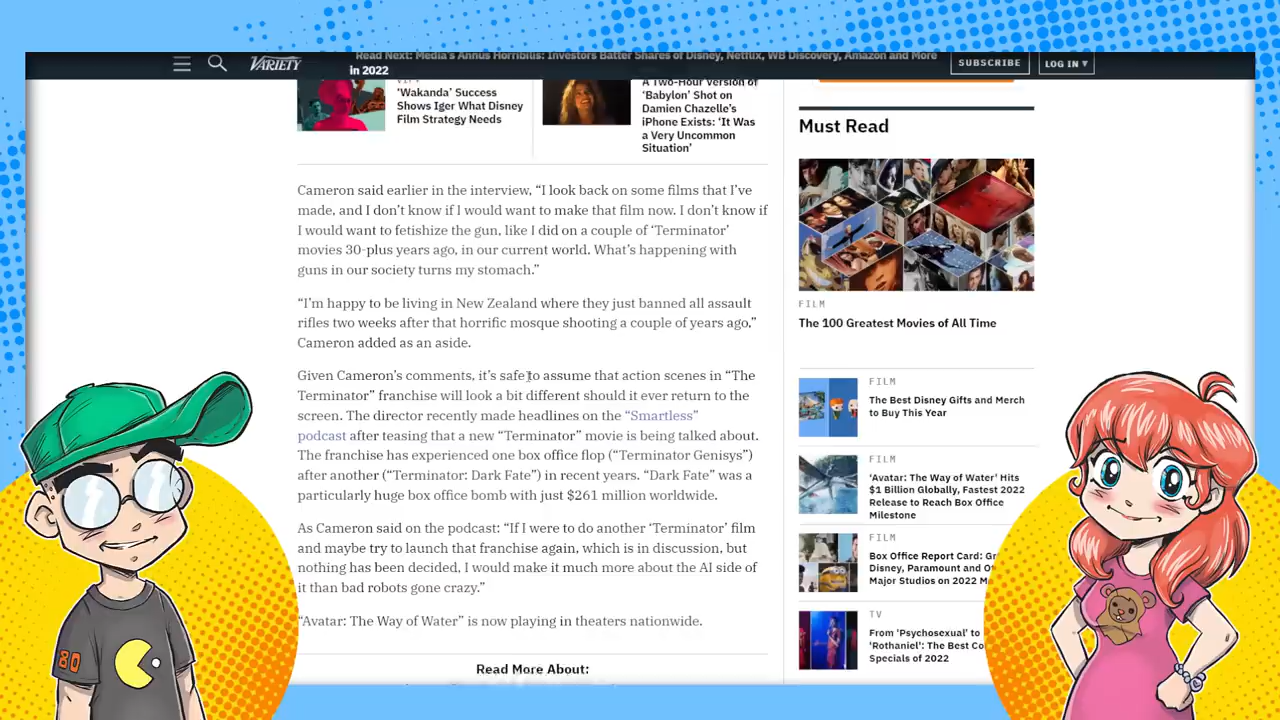 Read Next: Media's Annus Horribilis: Investors Batter Shares of Disney, Netflix, WB Discovery, Amazon and More
in 2022
VARIETY
SUBSCRIBE
LOG IN ▾
'Wakanda' Success
Shows Iger What Disney
Film Strategy Needs
A Two-Hour Version of
'Babylon' Shot on
Damien Chazelle's
iPhone Exists: 'It Was
a Very Uncommon
Situation'
Cameron said earlier in the interview, “I look back on some films that I've
made, and I don't know if I would want to make that film now. I don't know if
I would want to fetishize the gun, like I did on a couple of ‘Terminator’
movies 30-plus years ago, in our current world. What's happening with
guns in our society turns my stomach.”
“I'm happy to be living in New Zealand where they just banned all assault
rifles two weeks after that horrific mosque shooting a couple of years ago,”
Cameron added as an aside.
Given Cameron's comments, it's safe to assume that action scenes in “The
Terminator” franchise will look a bit different should it ever return to the
screen. The director recently made headlines on the “Smartless”
podcast after teasing that a new “Terminator” movie is being talked about.
The franchise has experienced one box office flop (“Terminator Genisys”)
after another (“Terminator: Dark Fate”) in recent years. “Dark Fate” was a
particularly huge box office bomb with just $261 million worldwide.
As Cameron said on the podcast: “If I were to do another ‘Terminator’ film
and maybe try to launch that franchise again, which is in discussion, but
nothing has been decided, I would make it much more about the AI side of
it than bad robots gone crazy.”
“Avatar: The Way of Water” is now playing in theaters nationwide.
Read More About:
Must Read
FILM
The 100 Greatest Movies of All Time
FILM
The Best Disney Gifts and Merch
to Buy This Year
FILM
'Avatar: The Way of Water' Hits
$1 Billion Globally, Fastest 2022
Release to Reach Box Office
Milestone
FILM
Box Office Report Card:
Disney, Paramount and
Major Studios on 2022
TV
From 'Psychosexual' to
'Rothaniel': The Best
Specials of 2022
80